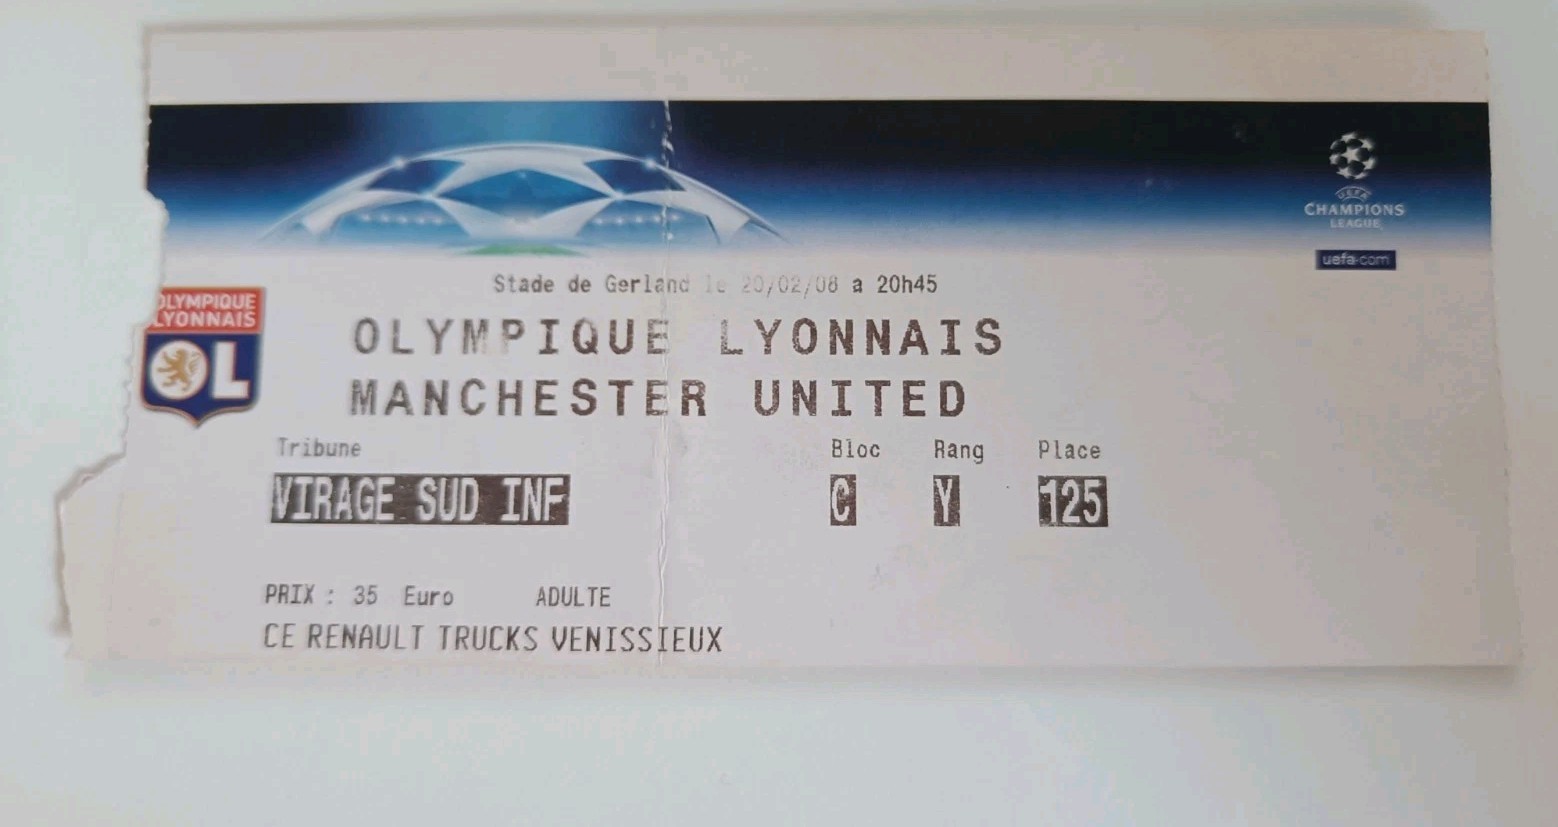 UEFA
CHAMPIONS
LEAGUE
uefa.com
Stade de Gerland le 20/02/08 a 20h45
OLYMPIQUE
LYONNAIS
OL
OLYMPIQUE LYONNAIS
MANCHESTER UNITED
Tribune Bloc Rang Place
VIRAGE SUD INF C Y 125
PRIX : 35 Euro ADULTE
CE RENAULT TRUCKS VENISSIEUX